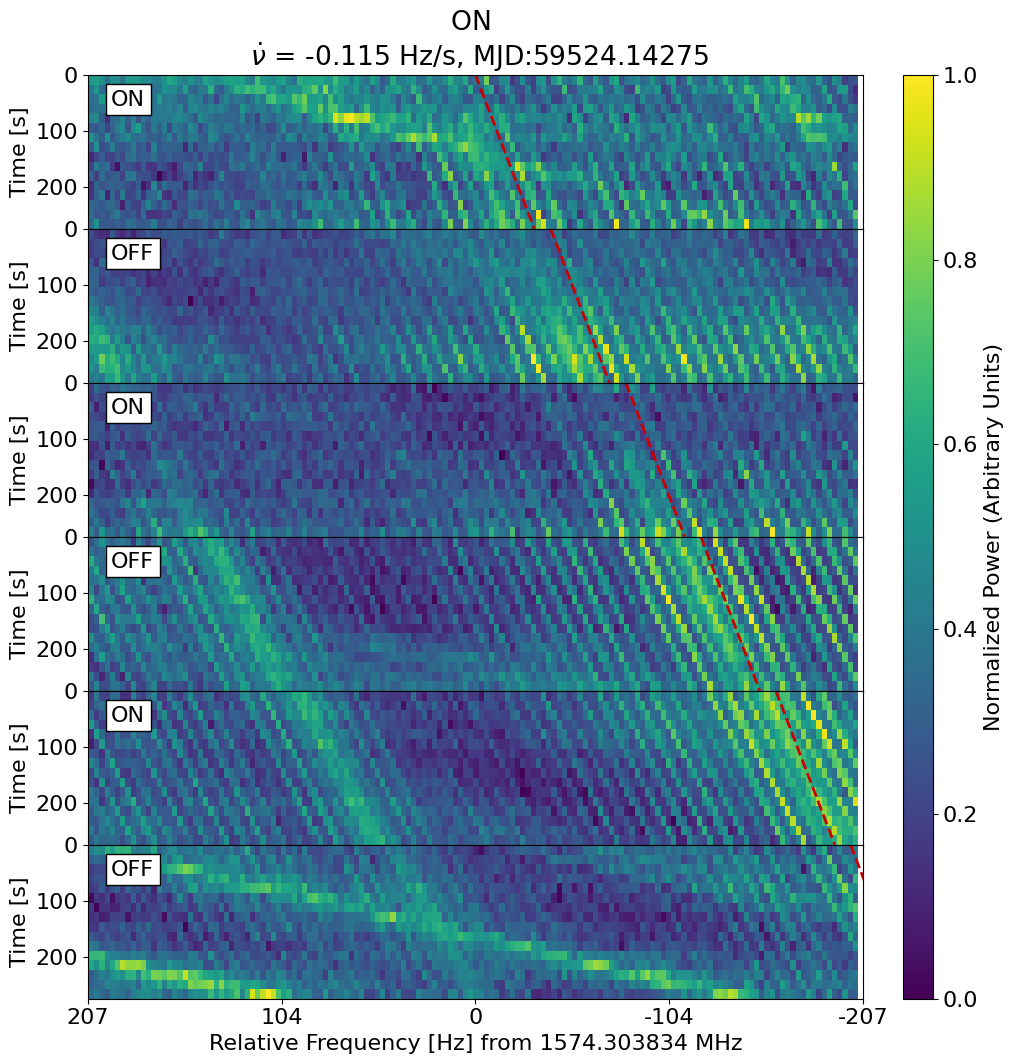 ON
ν̇ = -0.115 Hz/s, MJD:59524.14275
0
100
200
Time [s]
ON
0
100
200
Time [s]
OFF
0
100
200
Time [s]
ON
0
100
200
Time [s]
OFF
0
100
200
Time [s]
ON
0
100
200
Time [s]
OFF
207 104 0 -104 -207
Relative Frequency [Hz] from 1574.303834 MHz
1.0
0.8
0.6
0.4
0.2
0.0
Normalized Power (Arbitrary Units)